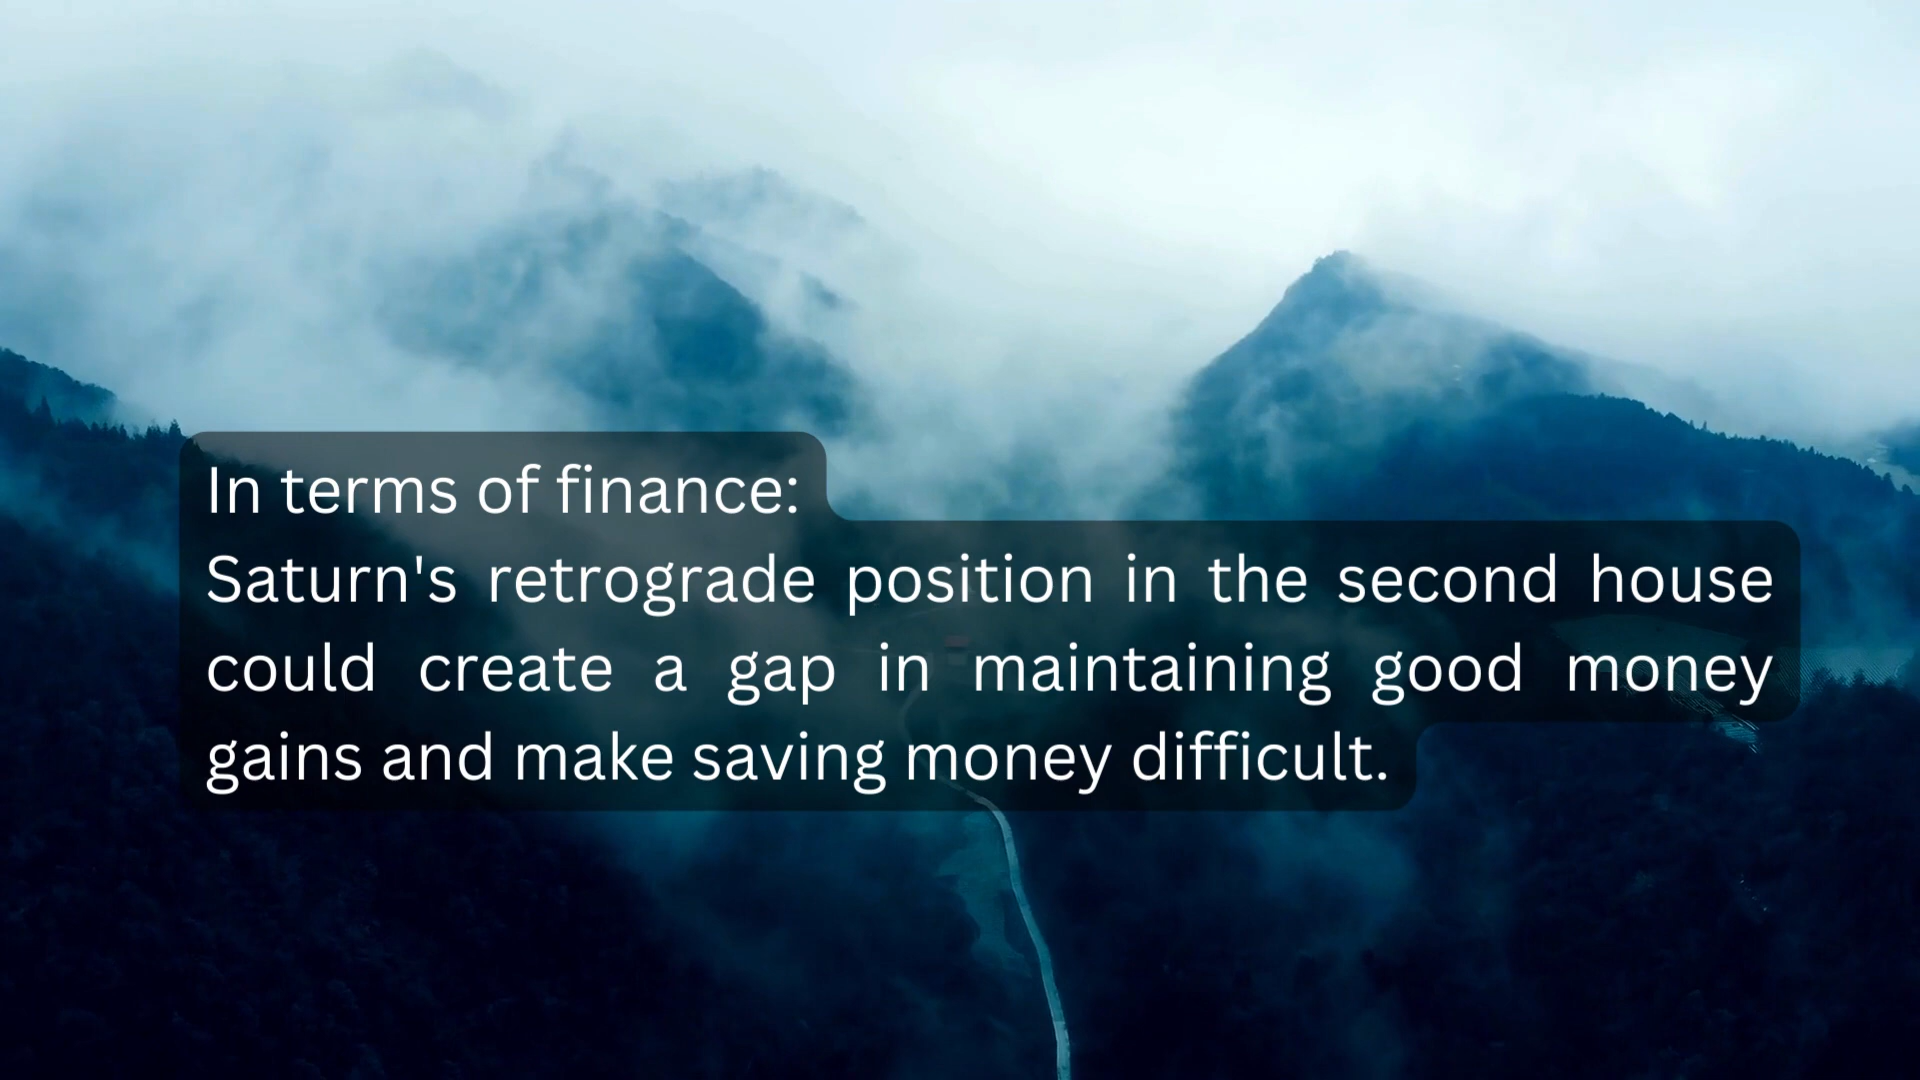 In terms of finance:
Saturn's retrograde position in the second house
could create a gap in maintaining good money
gains and make saving money difficult.